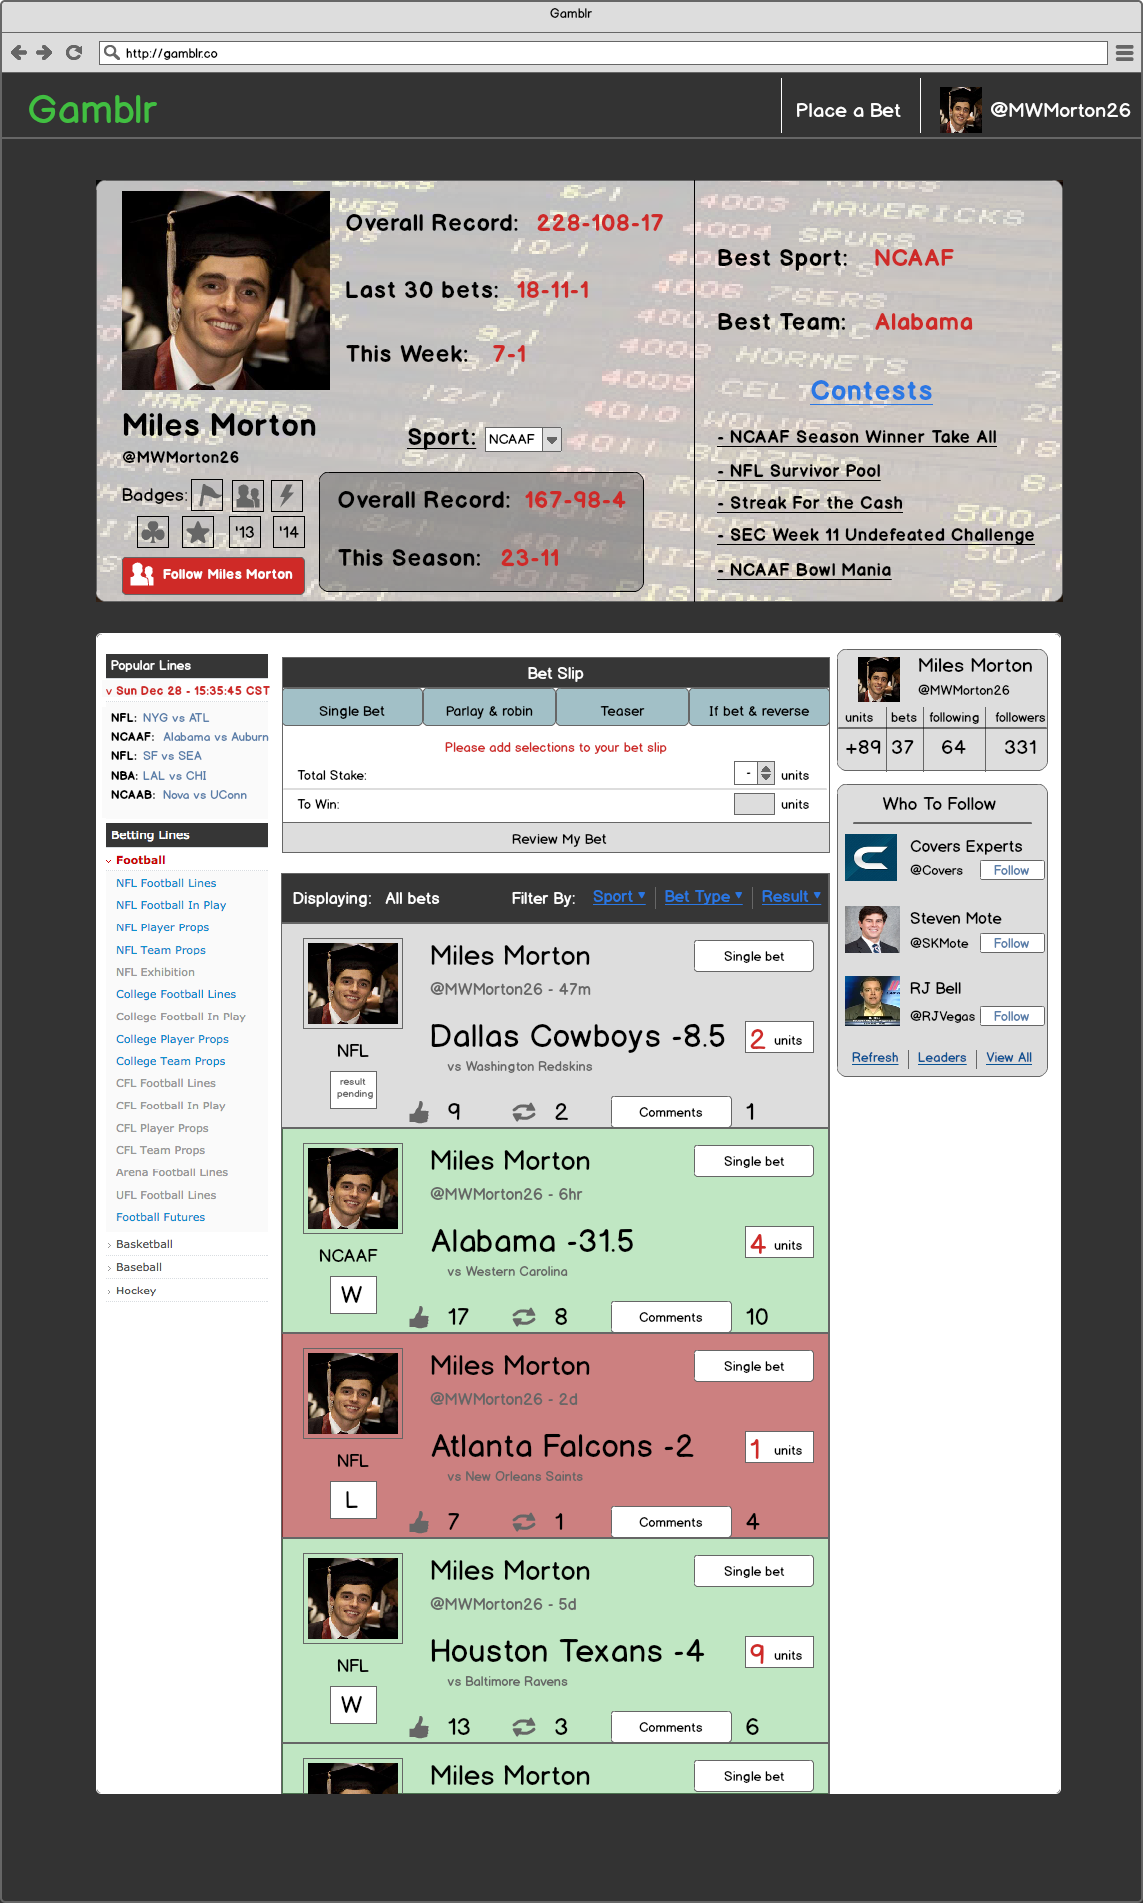 Gamblr
http://gamblr.co
Gamblr
Place a Bet
@MWMorton26
Overall Record: 228-108-17
Last 30 bets: 18-11-1
This Week: 7-1
Miles Morton
@MWMorton26
Badges:
'13
'14
Follow Miles Morton
Sport: NCAAF
Overall Record: 167-98-4
This Season: 23-11
Best Sport: NCAAF
Best Team: Alabama
Contests
- NCAAF Season Winner Take All
- NFL Survivor Pool
- Streak For the Cash
- SEC Week 11 Undefeated Challenge
- NCAAF Bowl Mania
4003 MAVERICKS
4004 SPURS
4006 76ERS
HORNETS
4009
4010
MARINERS
12/1
Popular Lines
v Sun Dec 28 - 15:35:45 CST
NFL: NYG vs ATL
NCAAF: Alabama vs Auburn
NFL: SF vs SEA
NBA: LAL vs CHI
NCAAB: Nova vs UConn
Betting Lines
Football
NFL Football Lines
NFL Football In Play
NFL Player Props
NFL Team Props
NFL Exhibition
College Football Lines
College Football In Play
College Player Props
College Team Props
CFL Football Lines
CFL Football In Play
CFL Player Props
CFL Team Props
Arena Football Lines
UFL Football Lines
Football Futures
Basketball
Baseball
Hockey
Bet Slip
Single Bet
Parlay & robin
Teaser
If bet & reverse
Please add selections to your bet slip
Total Stake: - units
To Win: units
Review My Bet
Displaying: All bets
Filter By: Sport ▼ Bet Type ▼ Result ▼
Miles Morton
Single bet
@MWMorton26 - 47m
Dallas Cowboys -8.5
2 units
NFL
vs Washington Redskins
result
pending
9
2
Comments
1
Miles Morton
Single bet
@MWMorton26 - 6hr
Alabama -31.5
4 units
NCAAF
vs Western Carolina
W
17
8
Comments
10
Miles Morton
Single bet
@MWMorton26 - 2d
Atlanta Falcons -2
1 units
NFL
vs New Orleans Saints
L
7
1
Comments
4
Miles Morton
Single bet
@MWMorton26 - 5d
Houston Texans -4
9 units
NFL
vs Baltimore Ravens
W
13
3
Comments
6
Miles Morton
Single bet
Miles Morton
@MWMorton26
units bets following followers
+89 37 64 331
Who To Follow
Covers Experts
@Covers
Follow
Steven Mote
@SKMote
Follow
RJ Bell
@RJVegas
Follow
Refresh
Leaders
View All